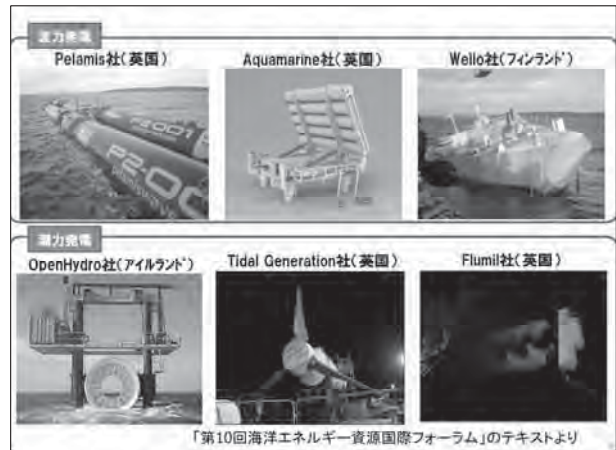 波力発電
Pelamis社(英国)
Aquamarine社(英国)
Wello社(フィンランド)
P2-001
P2-00
潮力発電
OpenHydro社(アイルランド)
Tidal Generation社(英国)
Flumil社(英国)
「第10回海洋エネルギー資源国際フォーラム」のテキストより